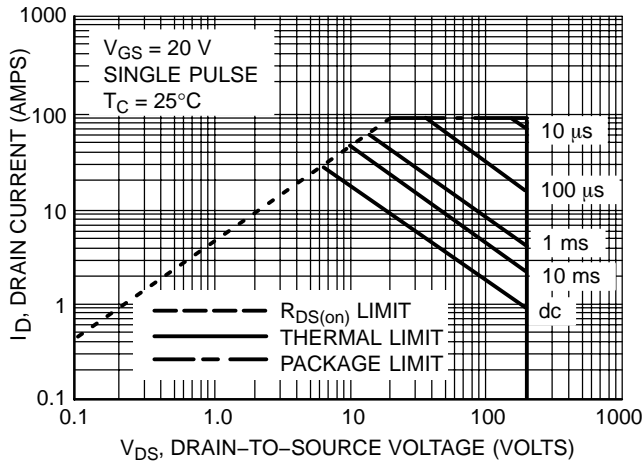 1000
100
10
1
0.1
I_D, DRAIN CURRENT (AMPS)
V_GS = 20 V
SINGLE PULSE
T_C = 25°C
10 µs
100 µs
1 ms
10 ms
dc
R_DS(on) LIMIT
THERMAL LIMIT
PACKAGE LIMIT
0.1
1.0
10
100
1000
V_DS, DRAIN−TO−SOURCE VOLTAGE (VOLTS)